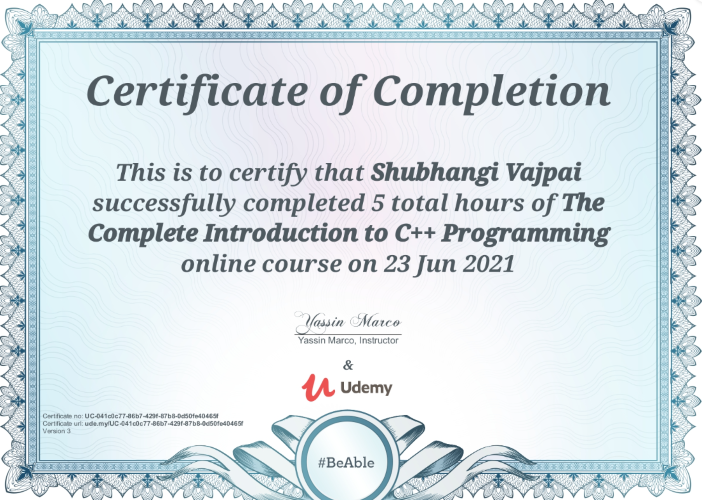 Certificate of Completion
This is to certify that Shubhangi Vajpai
successfully completed 5 total hours of The
Complete Introduction to C++ Programming
online course on 23 Jun 2021
Yassin Marco
Yassin Marco, Instructor
&
Udemy
Certificate no: UC-041c0c77-86b7-429f-87b8-0d50fe40465f
Certificate url: ude.my/UC-041c0c77-86b7-429f-87b8-0d50fe40465f
Version 3
#BeAble